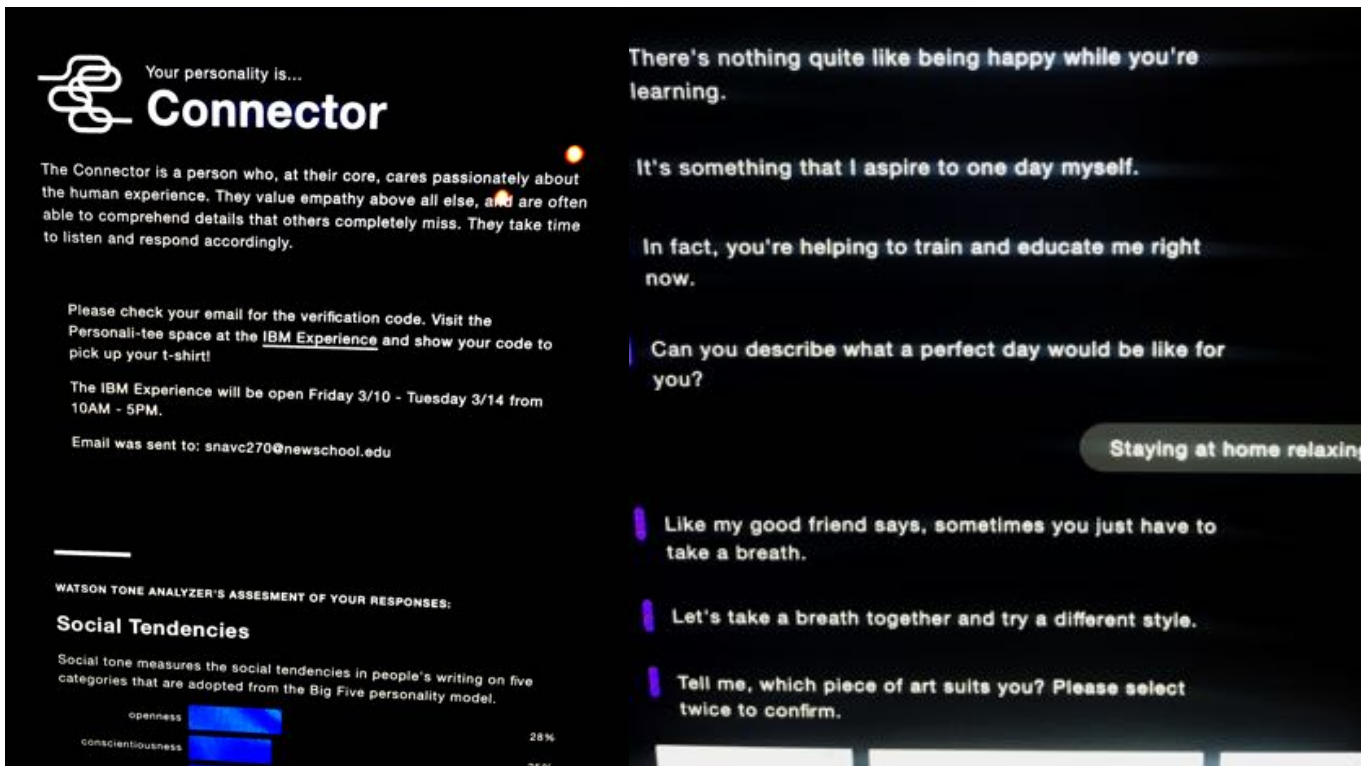 Your personality is...
Connector
The Connector is a person who, at their core, cares passionately about
the human experience. They value empathy above all else, and are often
able to comprehend details that others completely miss. They take time
to listen and respond accordingly.
Please check your email for the verification code. Visit the
Personali-tee space at the IBM Experience and show your code to
pick up your t-shirt!
The IBM Experience will be open Friday 3/10 - Tuesday 3/14 from
10AM - 5PM.
Email was sent to: snavc270@newschool.edu
WATSON TONE ANALYZER'S ASSESMENT OF YOUR RESPONSES:
Social Tendencies
Social tone measures the social tendencies in people's writing on five
categories that are adopted from the Big Five personality model.
openness
28%
conscientiousness
There's nothing quite like being happy while you're
learning.
It's something that I aspire to one day myself.
In fact, you're helping to train and educate me right
now.
Can you describe what a perfect day would be like for
you?
Staying at home relaxing
Like my good friend says, sometimes you just have to
take a breath.
Let's take a breath together and try a different style.
Tell me, which piece of art suits you? Please select
twice to confirm.